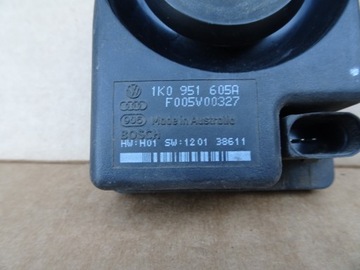 1K0 951 605A
F005V00327
Made in Australia
BOSCH
HW:H01 SW:1201 38611